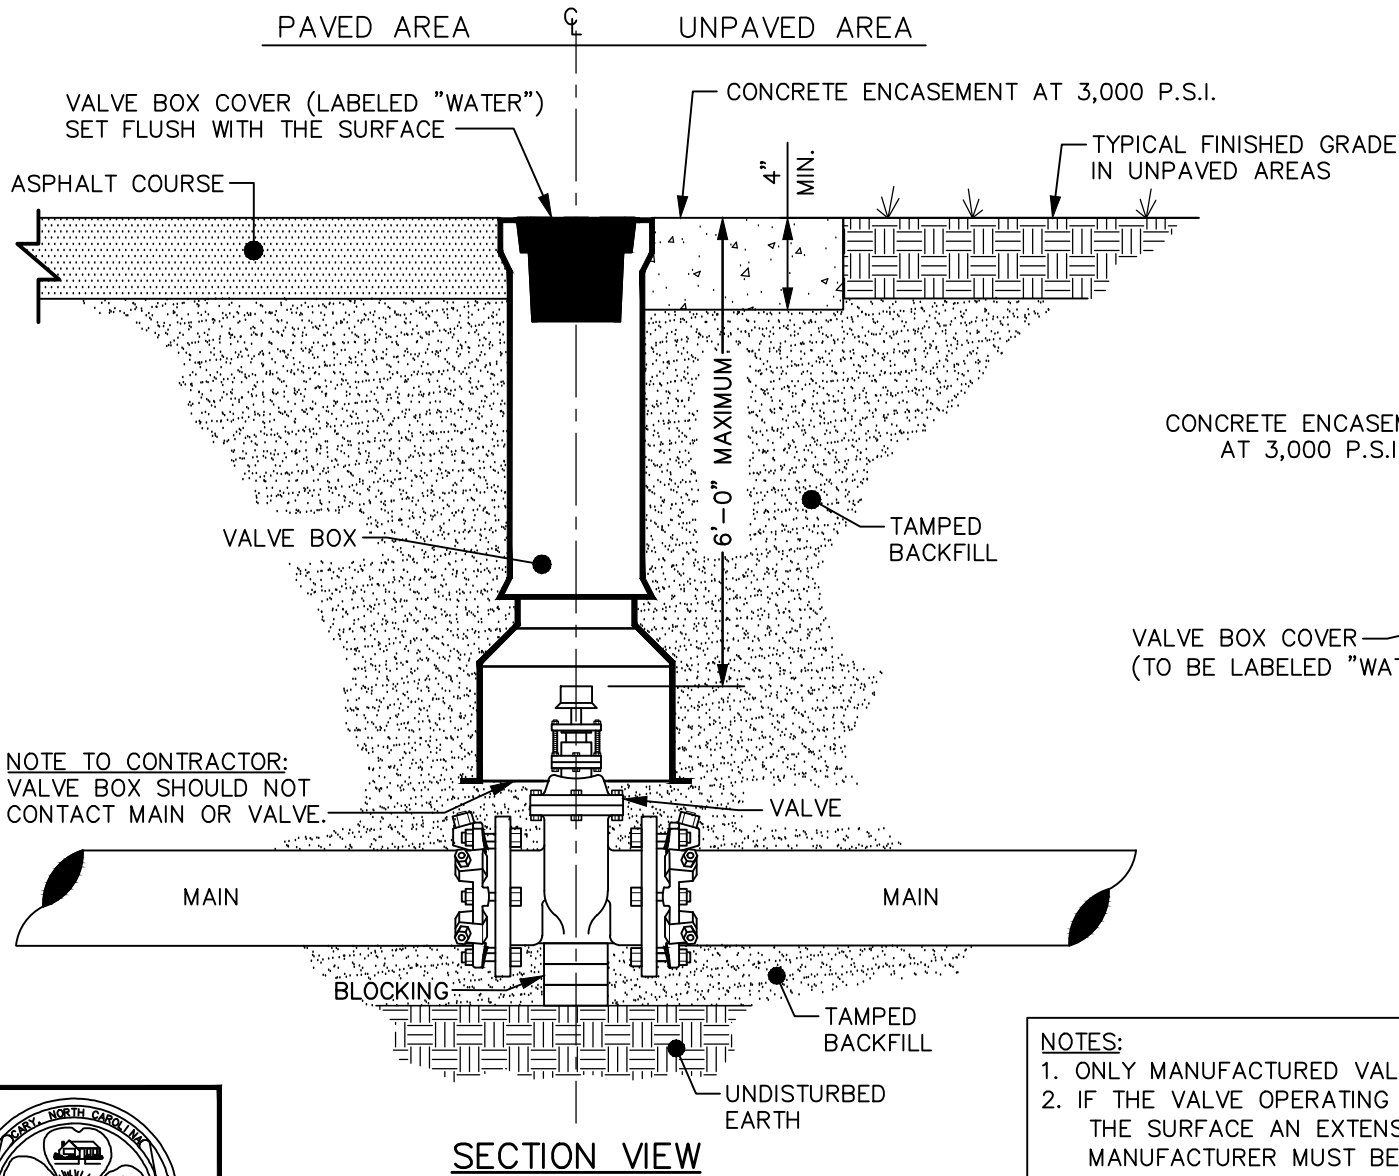 PAVED AREA
℄
UNPAVED AREA
VALVE BOX COVER (LABELED "WATER")
SET FLUSH WITH THE SURFACE
CONCRETE ENCASEMENT AT 3,000 P.S.I.
4"
MIN.
TYPICAL FINISHED GRADE
IN UNPAVED AREAS
ASPHALT COURSE
6'-0" MAXIMUM
CONCRETE ENCASEM
AT 3,000 P.S.I
TAMPED
BACKFILL
VALVE BOX
VALVE BOX COVER
(TO BE LABELED "WAT
NOTE TO CONTRACTOR:
VALVE BOX SHOULD NOT
CONTACT MAIN OR VALVE.
VALVE
MAIN
MAIN
BLOCKING
TAMPED
BACKFILL
UNDISTURBED
EARTH
SECTION VIEW
NOTES:
1. ONLY MANUFACTURED VAL
2. IF THE VALVE OPERATING
THE SURFACE AN EXTENS
MANUFACTURER MUST BE
CARY, NORTH CAROLINA